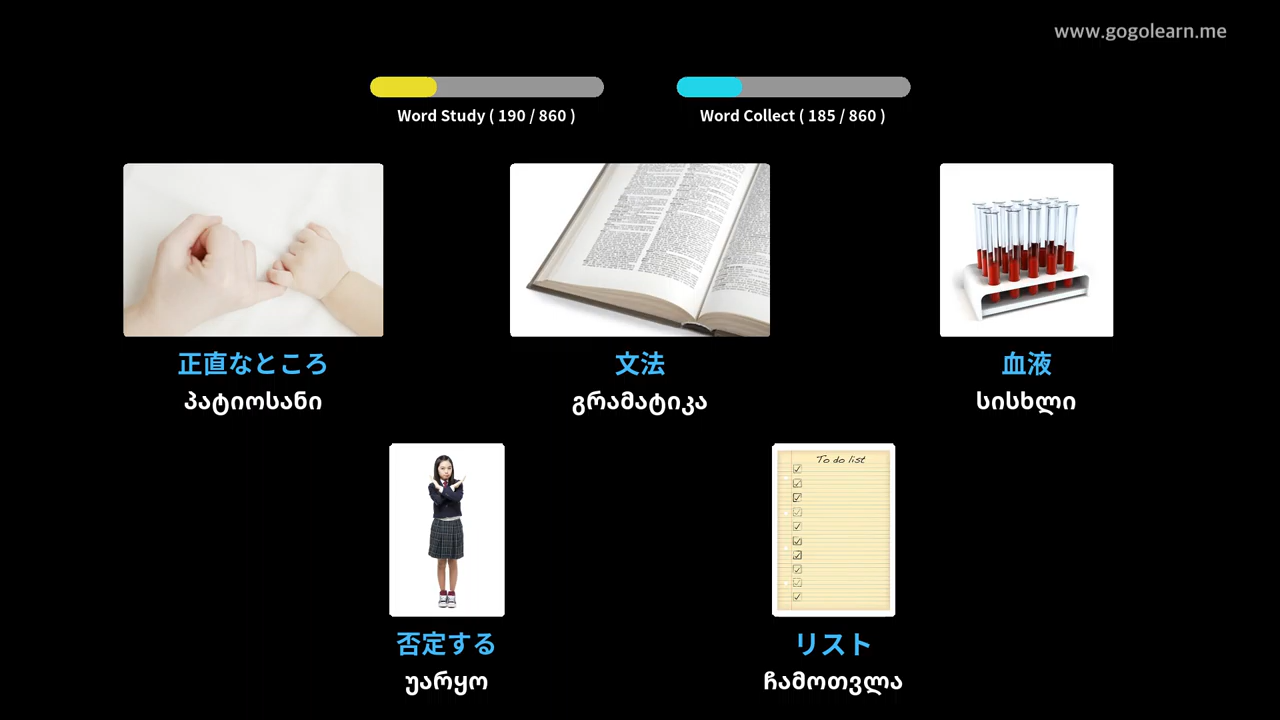 www.gogolearn.me
Word Study ( 190 / 860 )
Word Collect ( 185 / 860 )
正直なところ
პატიოსანი
文法
გრამატიკა
血液
სისხლი
To do list
否定する
უარყო
リスト
ჩამოთვლა